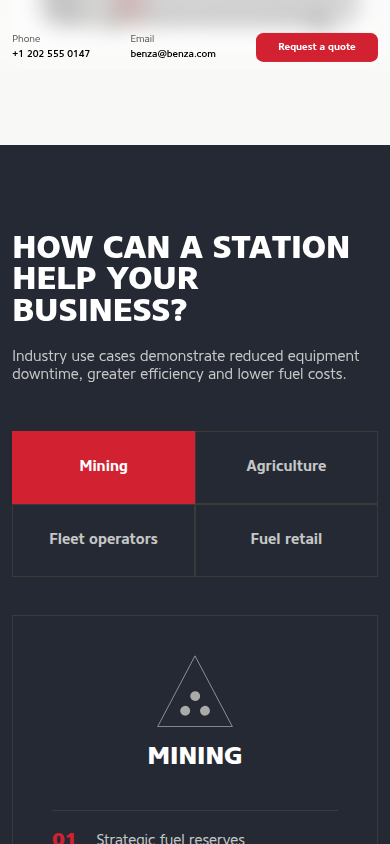 Phone
Email
+1 202 555 0147
benza@benza.com
Request a quote
HOW CAN A STATION
HELP YOUR
BUSINESS?
Industry use cases demonstrate reduced equipment
downtime, greater efficiency and lower fuel costs.
Mining
Agriculture
Fleet operators
Fuel retail
MINING
01 Strategic fuel reserves